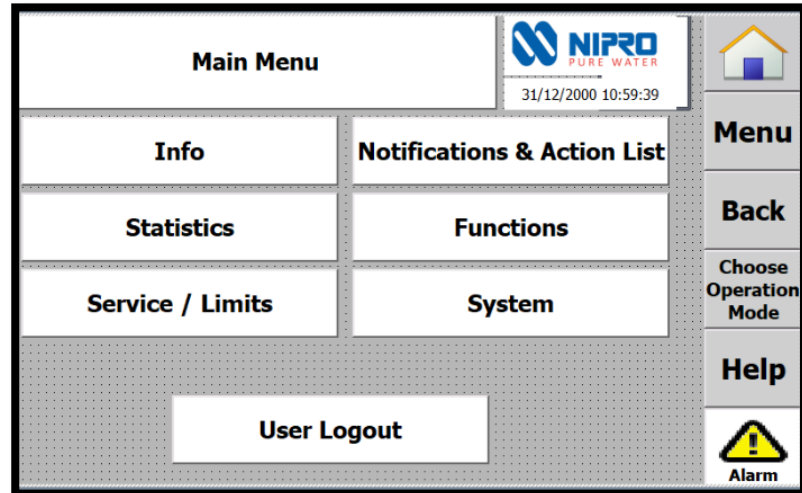 Main Menu
NIPRO
PURE WATER
31/12/2000 10:59:39
Info
Notifications & Action List
Statistics
Functions
Service / Limits
System
User Logout
Menu
Back
Choose
Operation
Mode
Help
Alarm